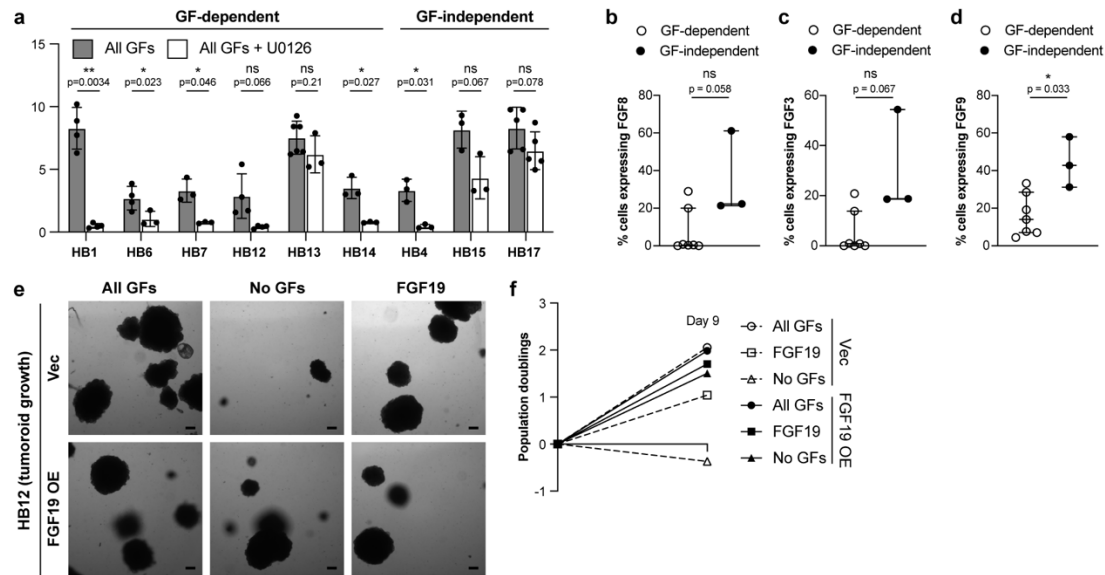 a
GF-dependent
GF-independent
All GFs
All GFs + U0126
15
10
5
0
**
p=0.0034
*
p=0.023
*
p=0.046
ns
p=0.066
ns
p=0.21
*
p=0.027
*
p=0.031
ns
p=0.067
ns
p=0.078
HB1 HB6 HB7 HB12 HB13 HB14 HB4 HB15 HB17
b
GF-dependent
GF-independent
ns
p = 0.058
% cells expressing FGF8
80
60
40
20
0
c
GF-dependent
GF-independent
ns
p = 0.067
% cells expressing FGF3
60
40
20
0
d
GF-dependent
GF-independent
*
p = 0.033
% cells expressing FGF9
80
60
40
20
0
e
All GFs
No GFs
FGF19
HB12 (tumoroid growth)
Vec
FGF19 OE
f
Population doublings
3
2
1
0
-1
Day 9
All GFs
FGF19
No GFs
Vec
All GFs
FGF19
No GFs
FGF19 OE